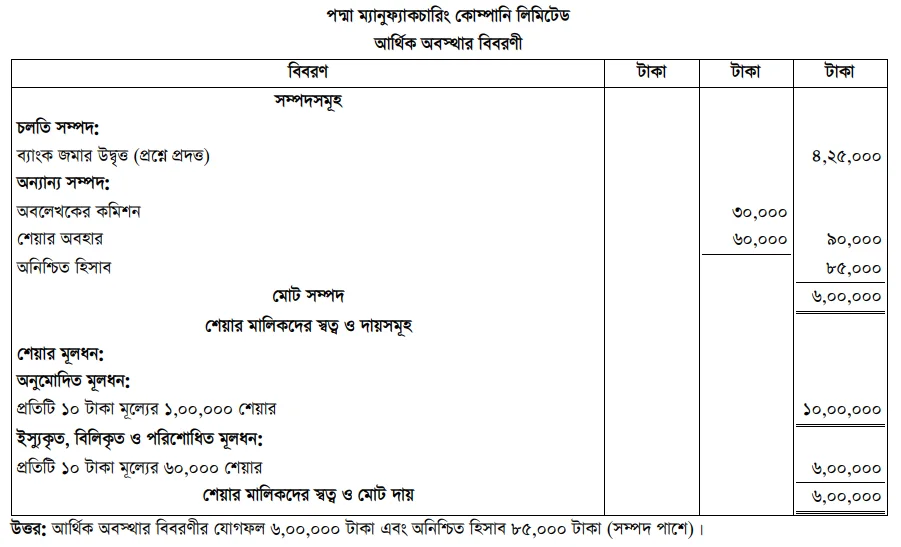 পদ্মা ম্যানুফ্যাকচারিং কোম্পানি লিমিটেড
আর্থিক অবস্থার বিবরণী
বিবরণ টাকা টাকা টাকা
সম্পদসমূহ
চলতি সম্পদ:
ব্যাংক জমার উদ্বৃত্ত (প্রশ্নে প্রদত্ত) ৪,২৫,০০০
অন্যান্য সম্পদ:
অবলেখকের কমিশন ৩০,০০০
শেয়ার অবহার ৬০,০০০ ৯০,০০০
অনিশ্চিত হিসাব ৮৫,০০০
মোট সম্পদ ৬,০০,০০০
শেয়ার মালিকদের স্বত্ব ও দায়সমূহ
শেয়ার মূলধন:
অনুমোদিত মূলধন:
প্রতিটি ১০ টাকা মূল্যের ১,০০,০০০ শেয়ার ১০,০০,০০০
ইস্যুকৃত, বিলিকৃত ও পরিশোধিত মূলধন:
প্রতিটি ১০ টাকা মূল্যের ৬০,০০০ শেয়ার ৬,০০,০০০
শেয়ার মালিকদের স্বত্ব ও মোট দায় ৬,০০,০০০
উত্তর: আর্থিক অবস্থার বিবরণীর যোগফল ৬,০০,০০০ টাকা এবং অনিশ্চিত হিসাব ৮৫,০০০ টাকা (সম্পদ পাশে)।